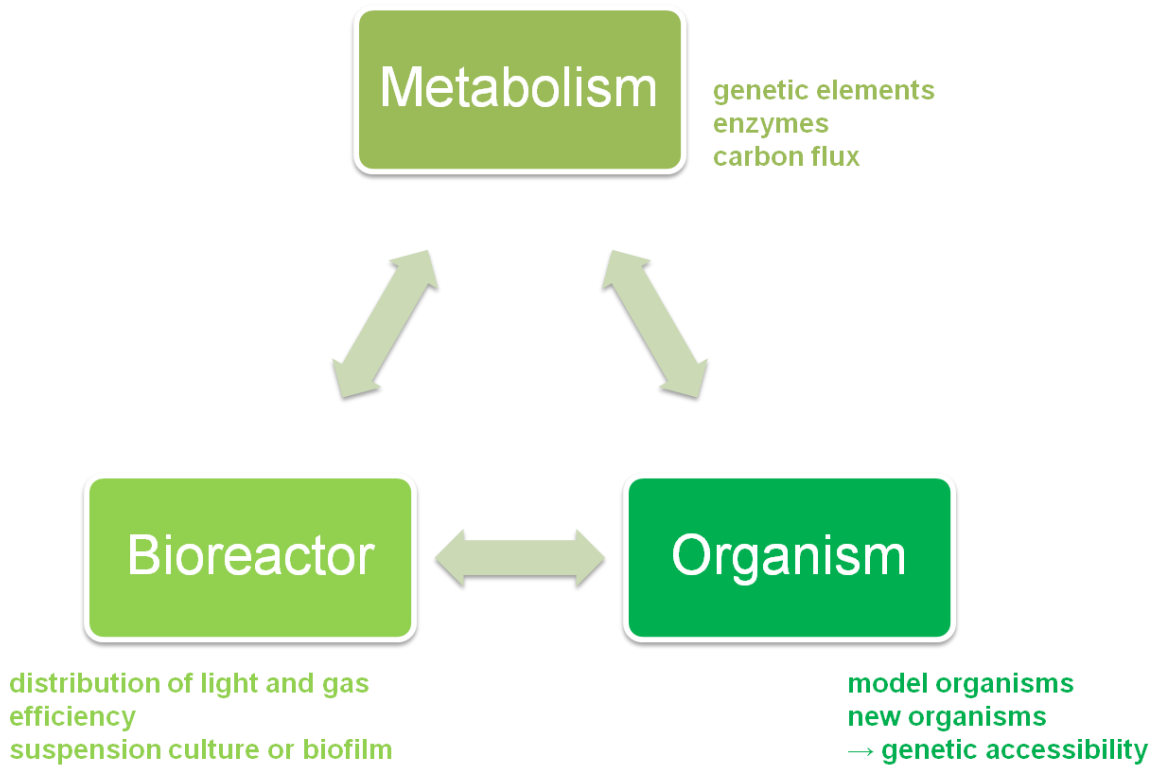 Metabolism
genetic elements
enzymes
carbon flux
Bioreactor
Organism
distribution of light and gas
efficiency
suspension culture or biofilm
model organisms
new organisms
→ genetic accessibility